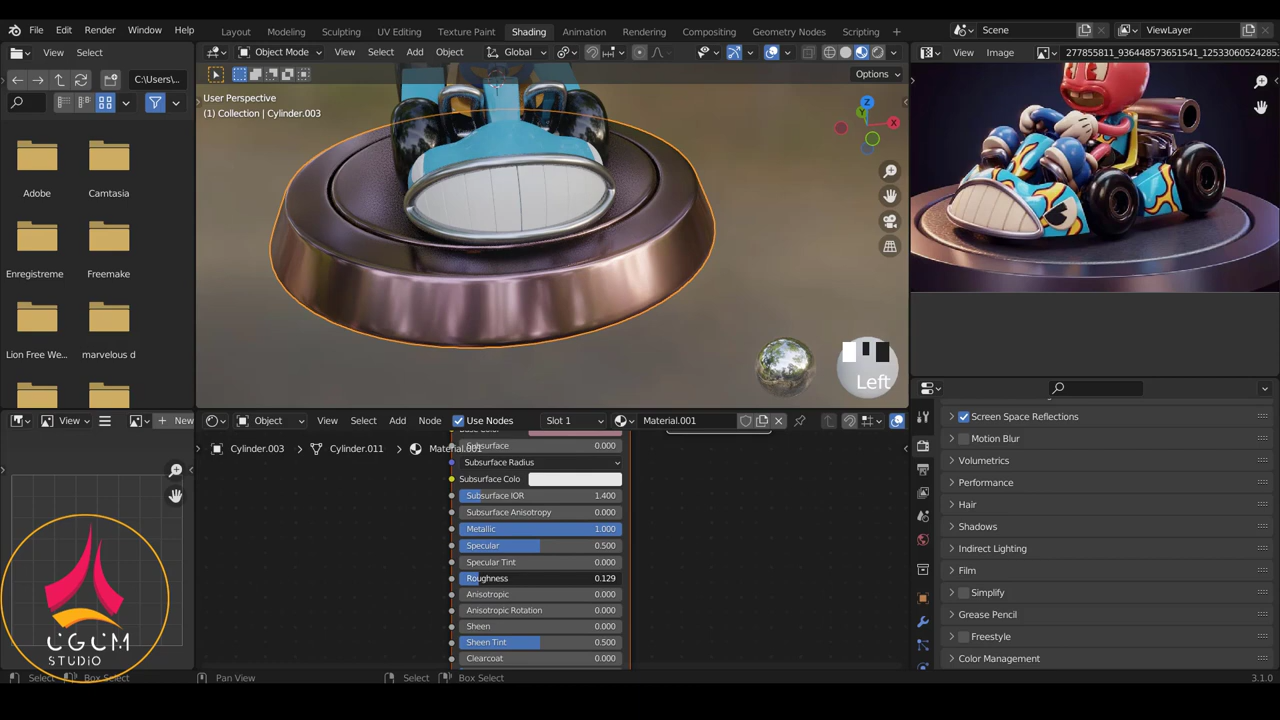 File Edit Render Window Help Layout Modeling Sculpting UV Editing Texture Paint Shading Animation Rendering Compositing Geometry Nodes Scripting Scene ViewLayer
View Select Object Mode View Select Add Object Global View Image 277855811_936448573651541_125330605242852
C:\Users\... Options
User Perspective
(1) Collection | Cylinder.003
Z
Y
X
Adobe Camtasia
Enregistreme Freemake
Lion Free We... marvelous d
Left
View New Object View Select Add Node Use Nodes Slot 1 Material.001
Cylinder.003 Cylinder.011 Material.001
Subsurface 0.000
Subsurface Radius
Subsurface Colo
Subsurface IOR 1.400
Subsurface Anisotropy 0.000
Metallic 1.000
Specular 0.500
Specular Tint 0.000
Roughness 0.129
Anisotropic 0.000
Anisotropic Rotation 0.000
Sheen 0.000
Sheen Tint 0.500
Clearcoat 0.000
Screen Space Reflections
Motion Blur
Volumetrics
Performance
Hair
Shadows
Indirect Lighting
Film
Simplify
Grease Pencil
Freestyle
Color Management
CGCM
STUDIO
Select Box Select Pan View Select Box Select 3.1.0